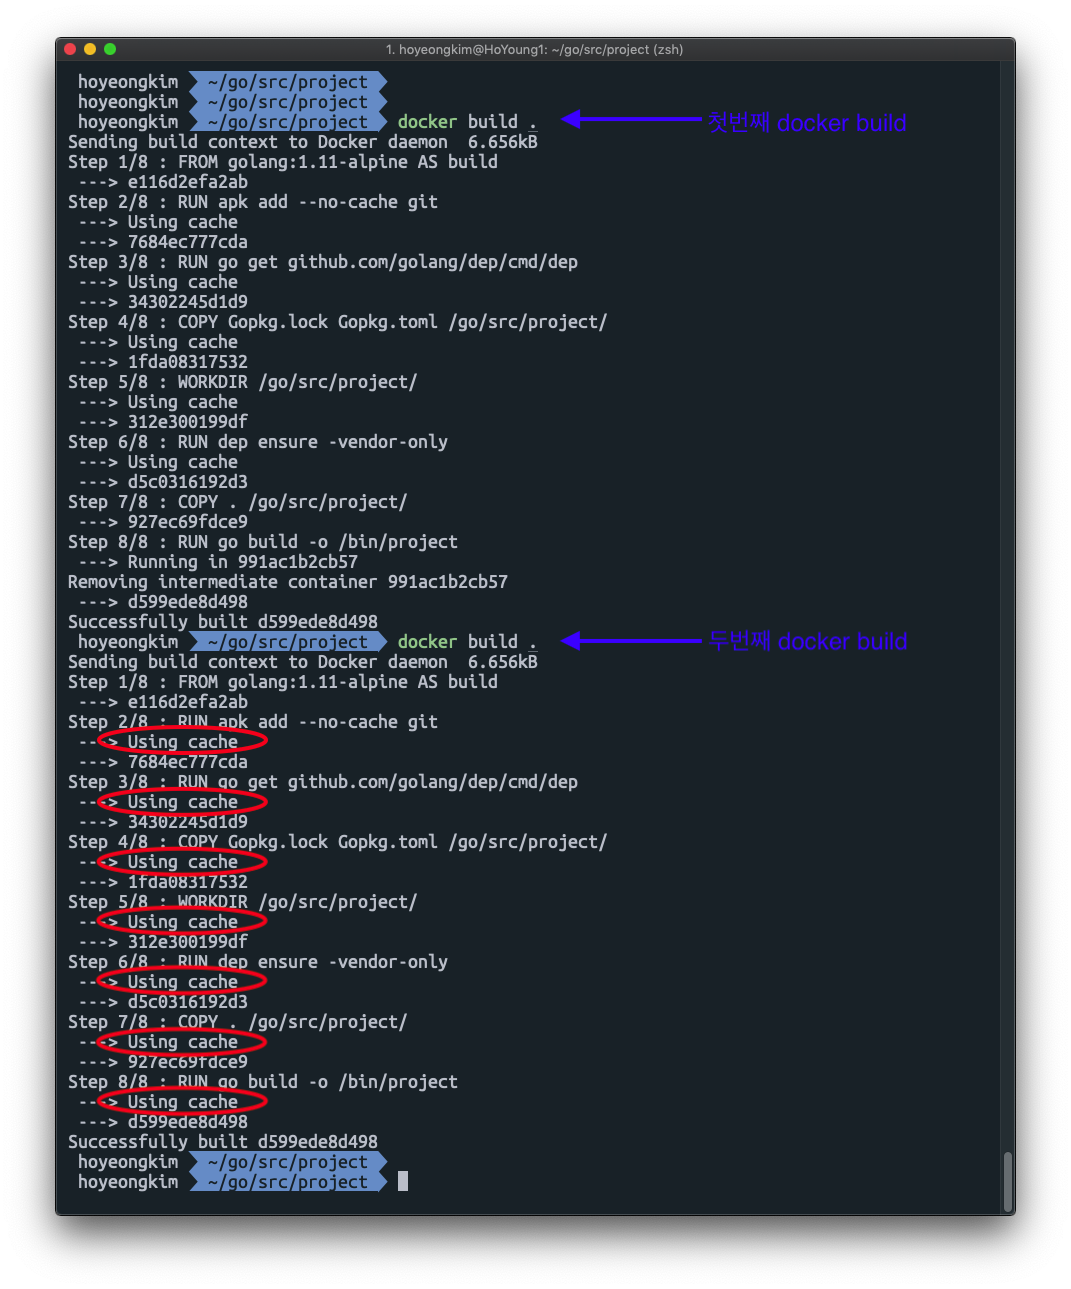 1. hoyeongkim@HoYoung1: ~/go/src/project (zsh)
hoyeongkim ~/go/src/project
hoyeongkim ~/go/src/project
hoyeongkim ~/go/src/project docker build . 첫번째 docker build
Sending build context to Docker daemon 6.656kB
Step 1/8 : FROM golang:1.11-alpine AS build
---> e116d2efa2ab
Step 2/8 : RUN apk add --no-cache git
---> Using cache
---> 7684ec777cda
Step 3/8 : RUN go get github.com/golang/dep/cmd/dep
---> Using cache
---> 34302245d1d9
Step 4/8 : COPY Gopkg.lock Gopkg.toml /go/src/project/
---> Using cache
---> 1fda08317532
Step 5/8 : WORKDIR /go/src/project/
---> Using cache
---> 312e300199df
Step 6/8 : RUN dep ensure -vendor-only
---> Using cache
---> d5c0316192d3
Step 7/8 : COPY . /go/src/project/
---> 927ec69fdce9
Step 8/8 : RUN go build -o /bin/project
---> Running in 991ac1b2cb57
Removing intermediate container 991ac1b2cb57
---> d599ede8d498
Successfully built d599ede8d498
hoyeongkim ~/go/src/project docker build . 두번째 docker build
Sending build context to Docker daemon 6.656kB
Step 1/8 : FROM golang:1.11-alpine AS build
---> e116d2efa2ab
Step 2/8 : RUN apk add --no-cache git
---> Using cache
---> 7684ec777cda
Step 3/8 : RUN go get github.com/golang/dep/cmd/dep
---> Using cache
---> 34302245d1d9
Step 4/8 : COPY Gopkg.lock Gopkg.toml /go/src/project/
---> Using cache
---> 1fda08317532
Step 5/8 : WORKDIR /go/src/project/
---> Using cache
---> 312e300199df
Step 6/8 : RUN dep ensure -vendor-only
---> Using cache
---> d5c0316192d3
Step 7/8 : COPY . /go/src/project/
---> Using cache
---> 927ec69fdce9
Step 8/8 : RUN go build -o /bin/project
---> Using cache
---> d599ede8d498
Successfully built d599ede8d498
hoyeongkim ~/go/src/project
hoyeongkim ~/go/src/project